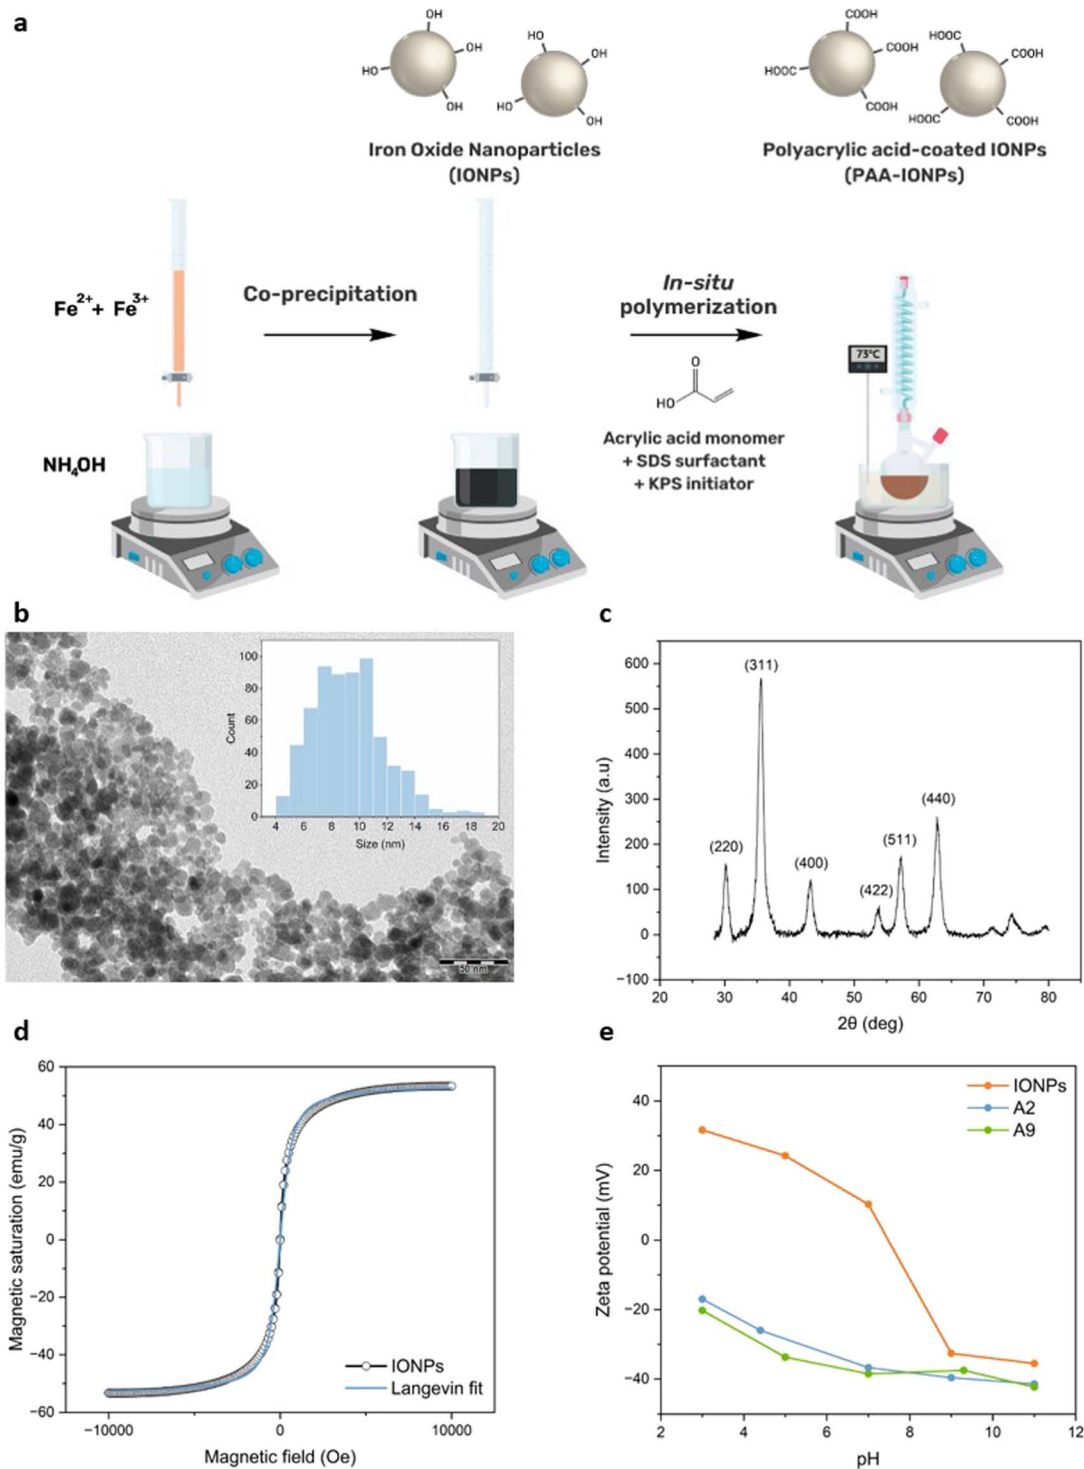 a
OH
OH
HO
OH
HO
OH
HO
OH
COOH
COOH
HOOC
COOH
HOOC
COOH
HOOC
COOH
Iron Oxide Nanoparticles
(IONPs)
Polyacrylic acid-coated IONPs
(PAA-IONPs)
Fe2+ + Fe3+
Co-precipitation
In-situ
polymerization
73°C
O
HO
NH4OH
Acrylic acid monomer
+ SDS surfactant
+ KPS initiator
b
100
80
60
40
20
0
Count
4 6 8 10 12 14 16 18 20
Size (nm)
50 nm
c
600
500
400
300
200
100
0
−100
Intensity (a.u)
(220)
(311)
(400)
(422)
(511)
(440)
20 30 40 50 60 70 80
2θ (deg)
d
60
40
20
0
−20
−40
−60
Magnetic saturation (emu/g)
IONPs
Langevin fit
−10000 0 10000
Magnetic field (Oe)
e
40
20
0
−20
−40
Zeta potential (mV)
IONPs
A2
A9
2 4 6 8 10 12
pH